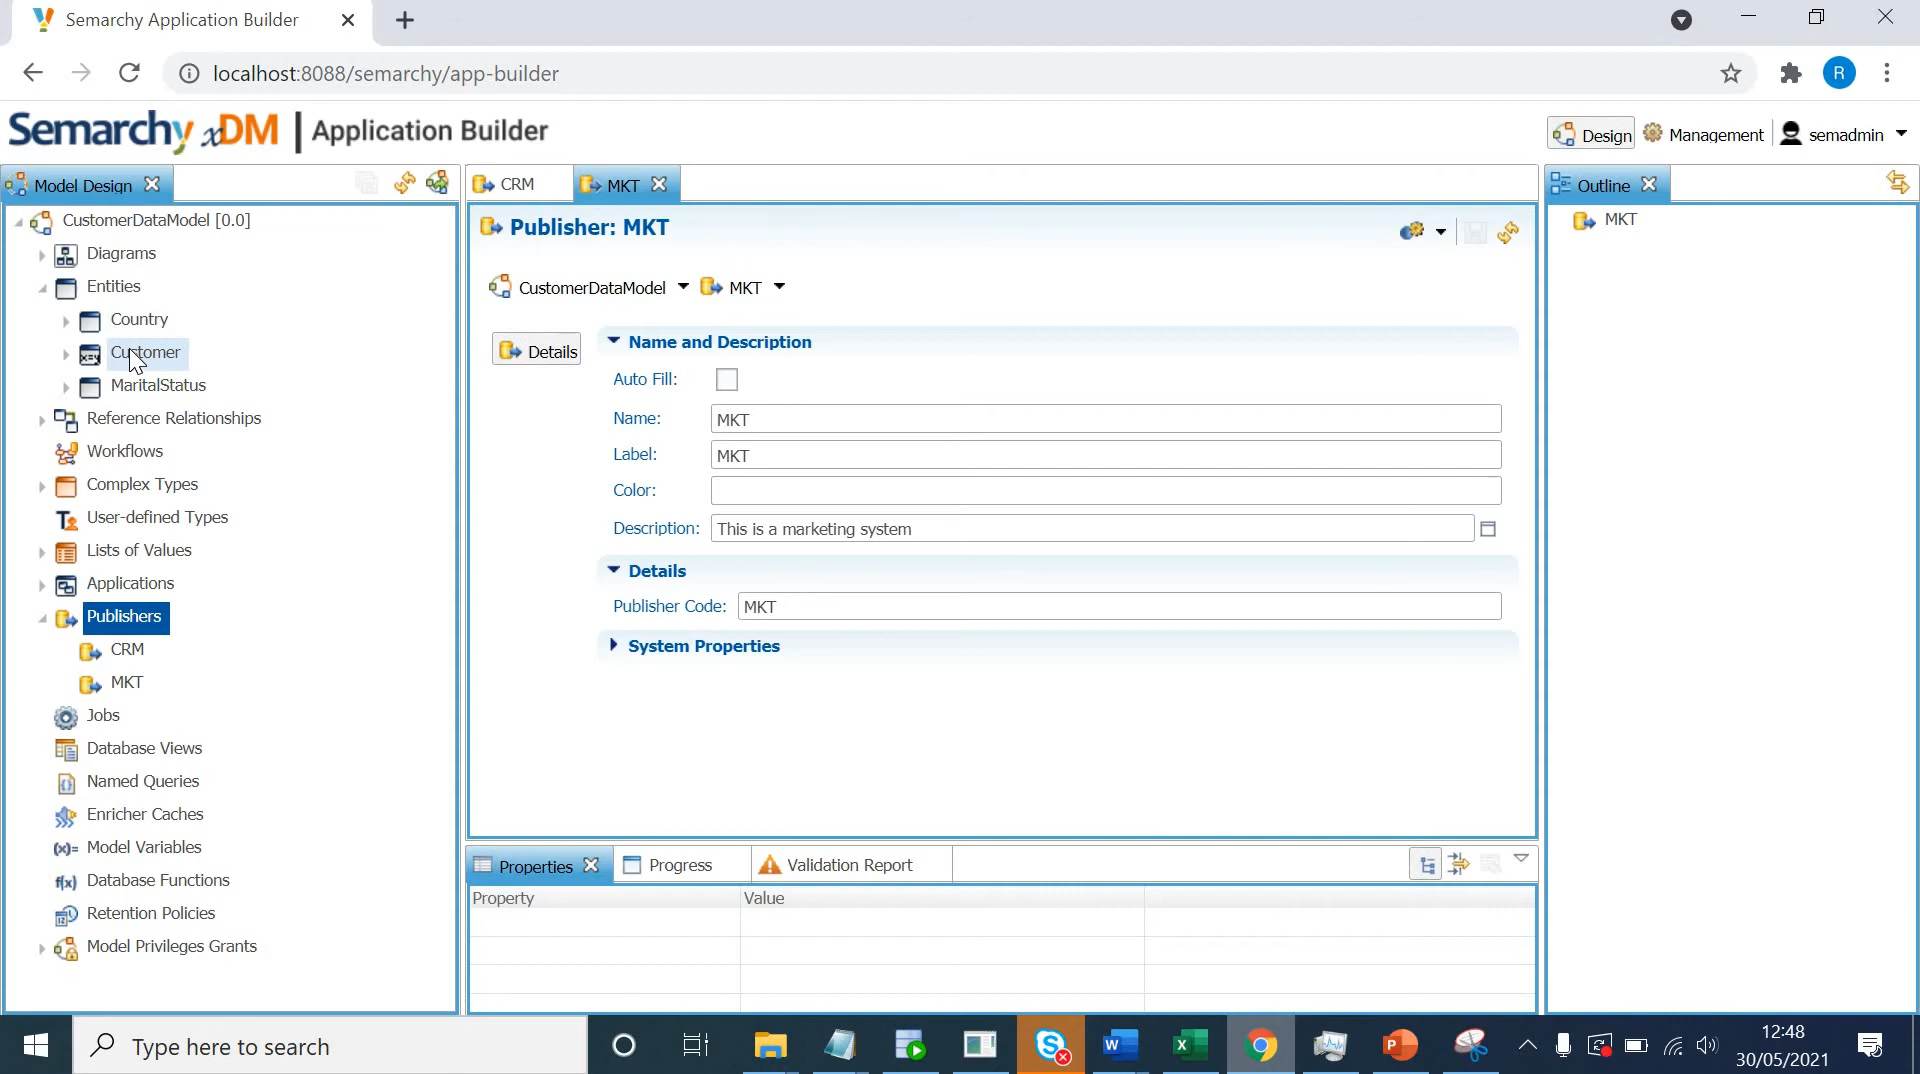 Semarchy Application Builder
localhost:8088/semarchy/app-builder
R
Semarchy xDM | Application Builder
Design
Management
semadmin
Model Design
CRM
MKT
Outline
CustomerDataModel [0.0]
Diagrams
Entities
Country
Customer
MaritalStatus
Reference Relationships
Workflows
Complex Types
User-defined Types
Lists of Values
Applications
Publishers
CRM
MKT
Jobs
Database Views
Named Queries
Enricher Caches
Model Variables
Database Functions
Retention Policies
Model Privileges Grants
Publisher: MKT
CustomerDataModel MKT
Details
Name and Description
Auto Fill:
Name: MKT
Label: MKT
Color:
Description: This is a marketing system
Details
Publisher Code: MKT
System Properties
MKT
Properties
Progress
Validation Report
Property Value
Type here to search
12:48
30/05/2021